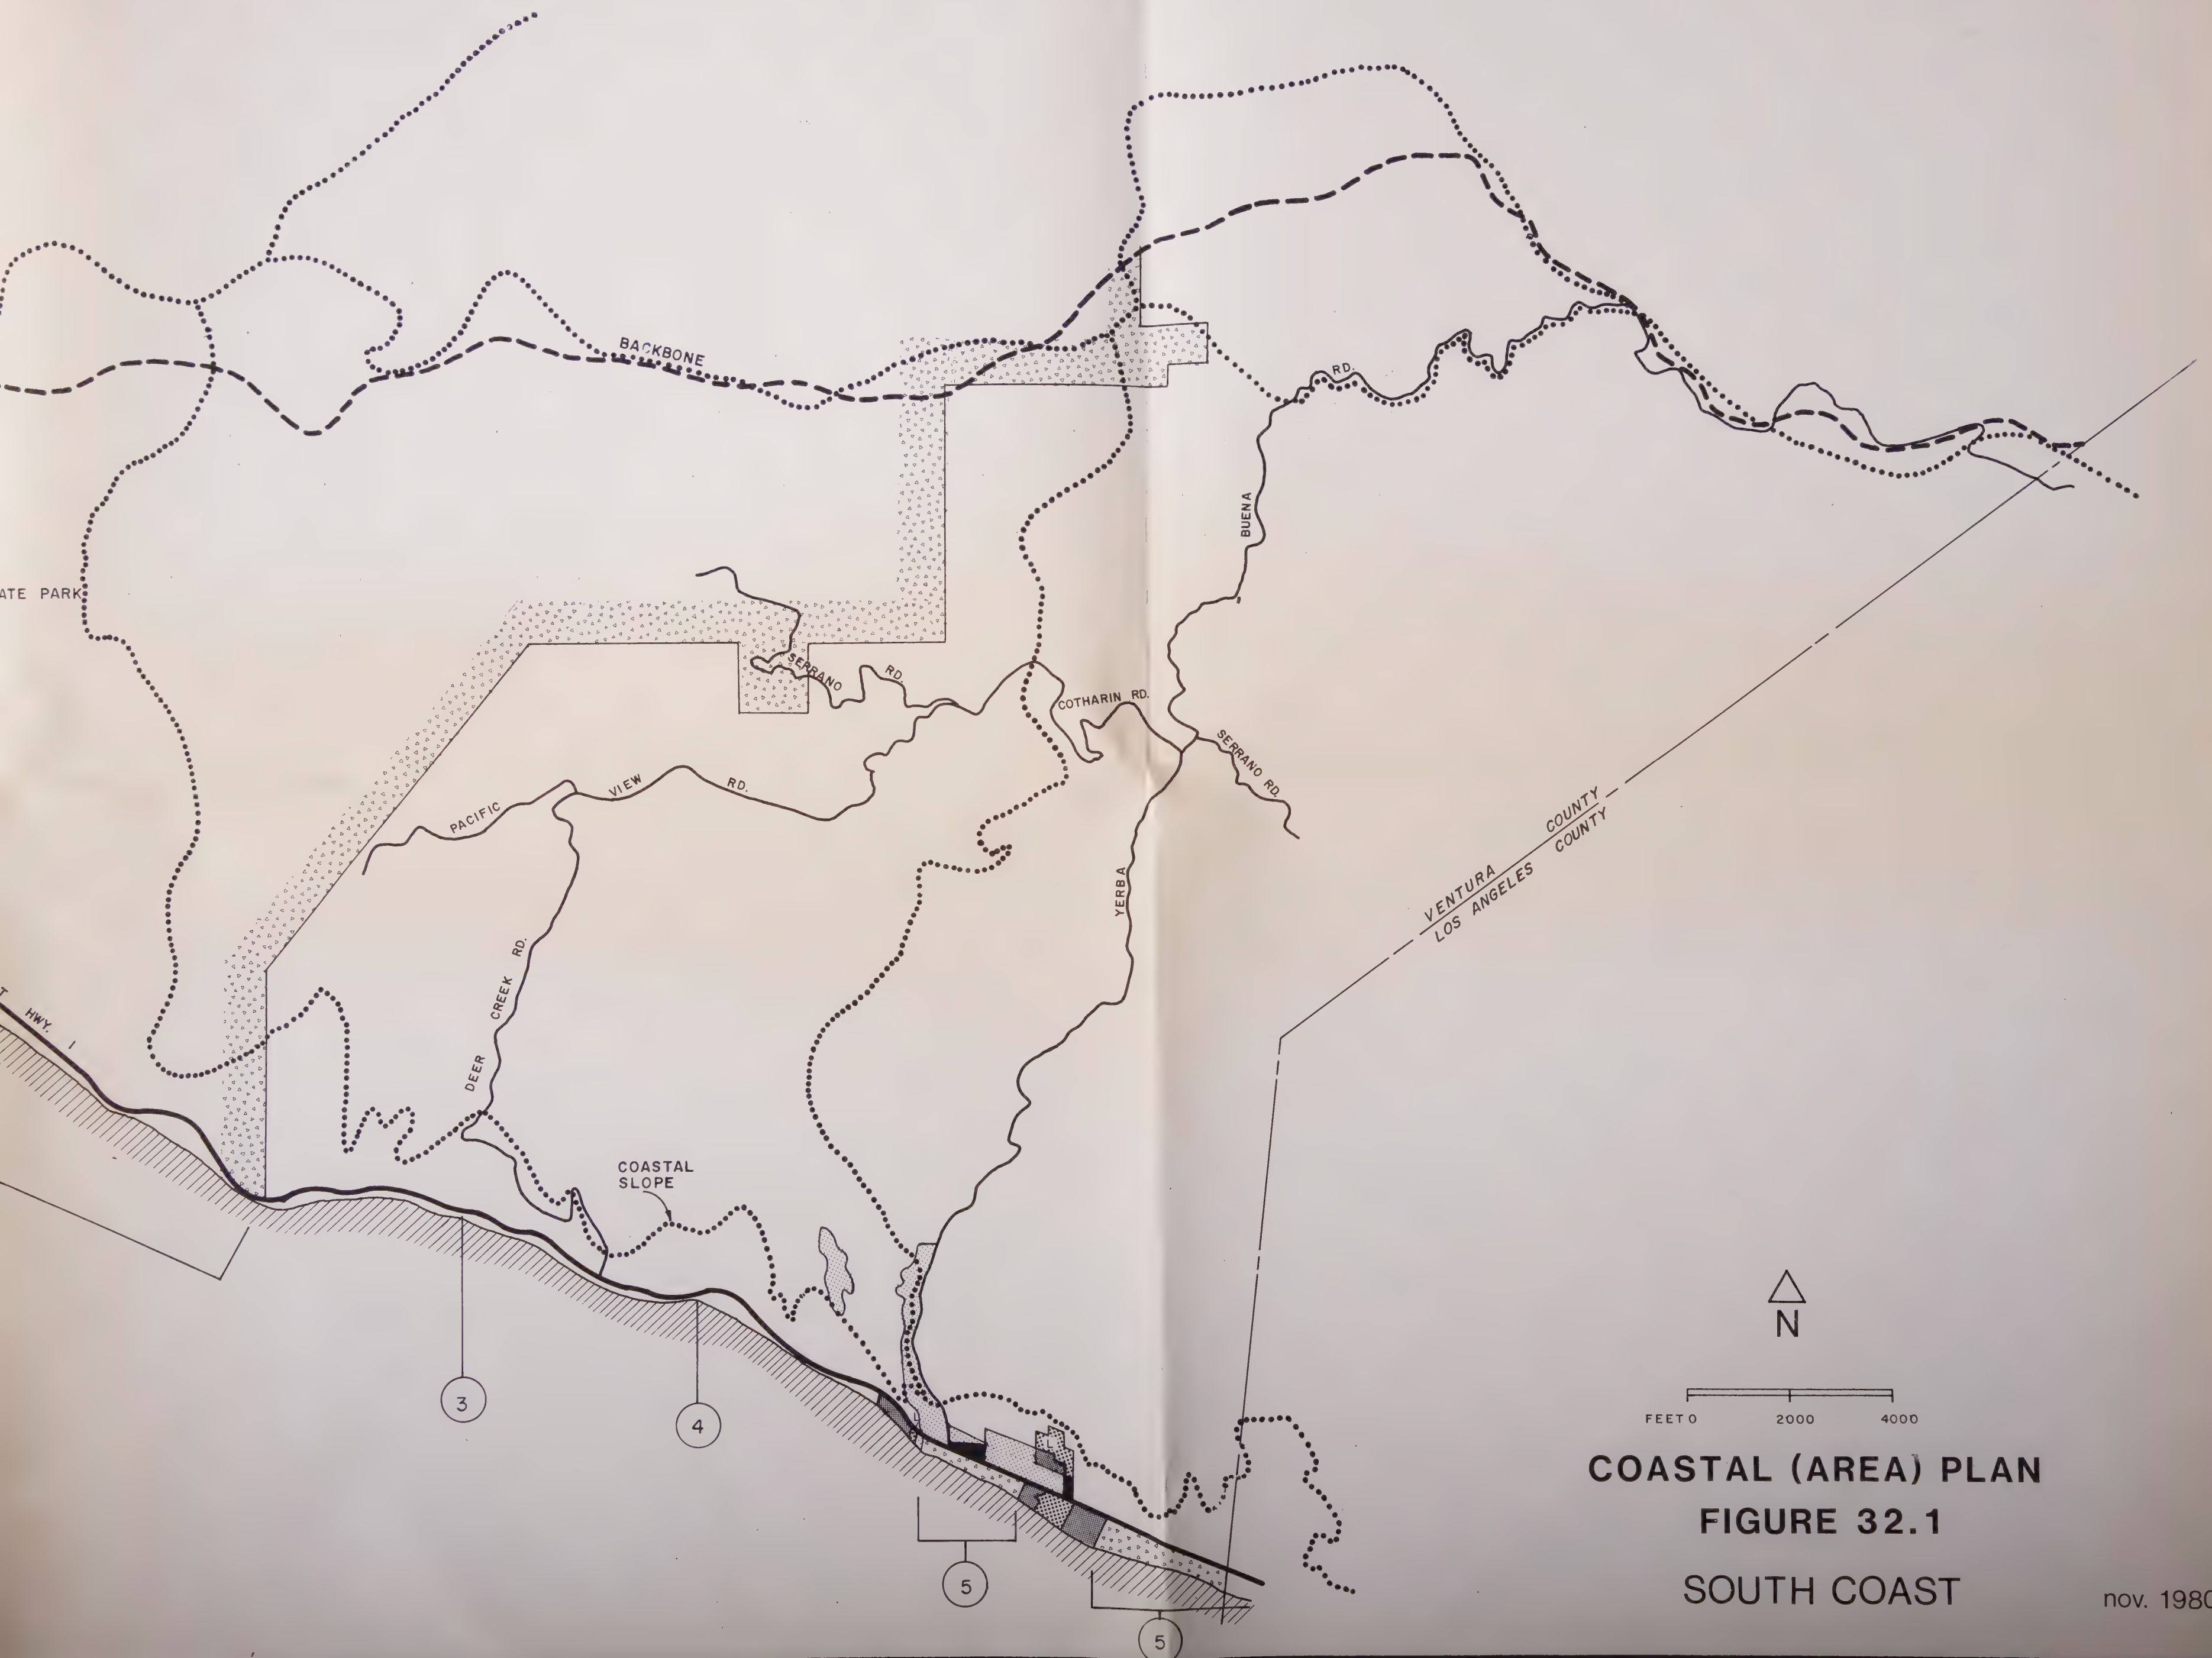 BACKBONE
RD.
BUENA
ATE PARK
SERRANO RD.
COTHARIN RD.
SERRANO RD.
PACIFIC VIEW RD.
YERBA
VENTURA COUNTY
LOS ANGELES COUNTY
DEER CREEK RD.
T HWY. 1
COASTAL
SLOPE
3
4
5
5
N
FEET 0 2000 4000
COASTAL (AREA) PLAN
FIGURE 32.1
SOUTH COAST
nov. 1980